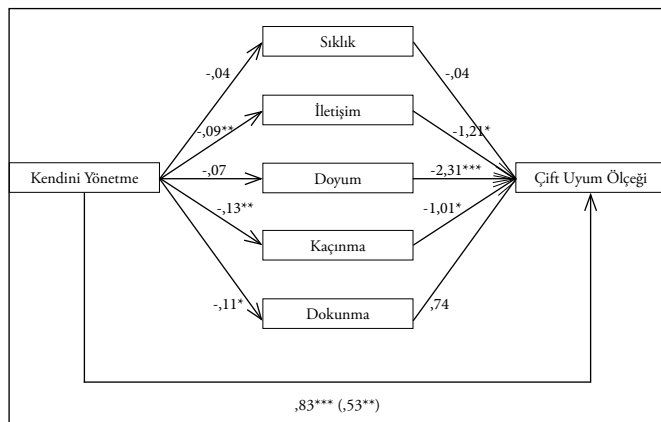 Sıklık
-,04
-,04
İletişim
-,09**
-1,21*
Kendini Yönetme
-,07
Doyum
-2,31***
Çift Uyum Ölçeği
-,13**
-1,01*
Kaçınma
-,11*
Dokunma
,74
,83*** (,53**)